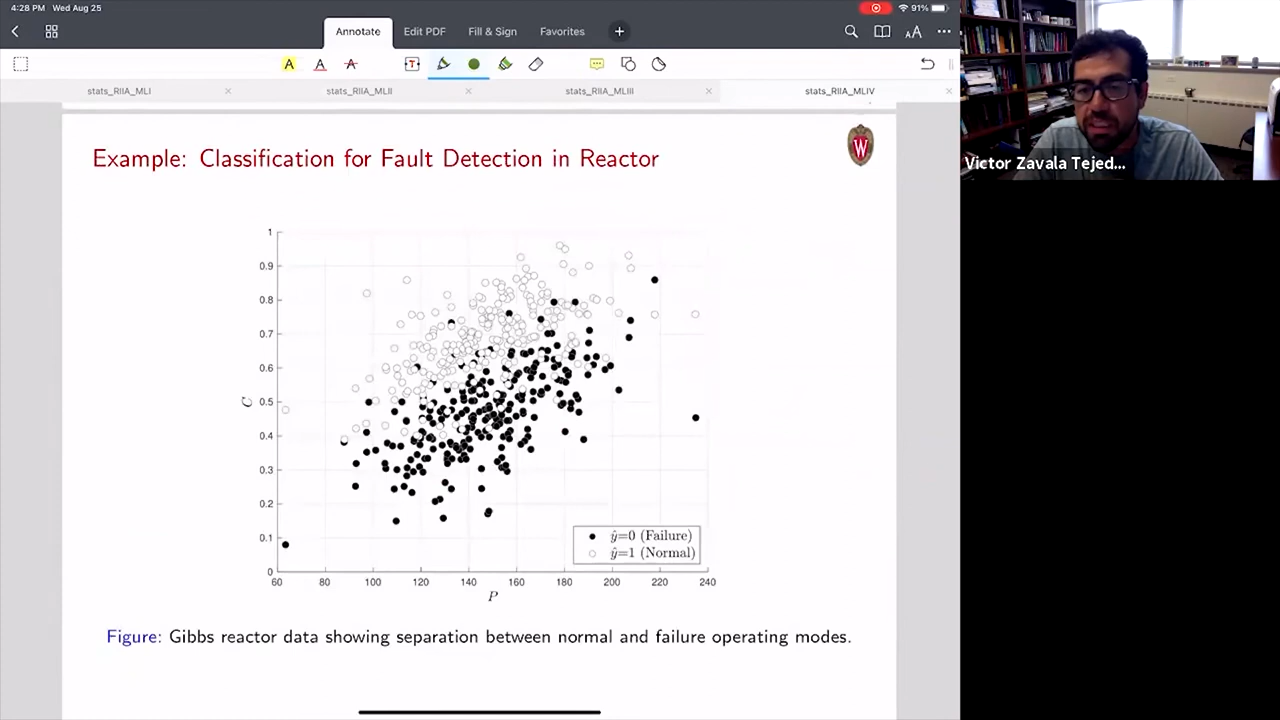 4:28 PM Wed Aug 25
91%
Annotate
Edit PDF
Fill & Sign
Favorites
A
A
A
T
AA
stats_RIIA_MLI
stats_RIIA_MLII
stats_RIIA_MLIII
stats_RIIA_MLIV
Example: Classification for Fault Detection in Reactor
W
1
0.9
0.8
0.7
0.6
0.5
0.4
0.3
0.2
0.1
0
C
60 80 100 120 140 160 180 200 220 240
P
ŷ=0 (Failure)
ŷ=1 (Normal)
Figure: Gibbs reactor data showing separation between normal and failure operating modes.
Victor Zavala Tejed...